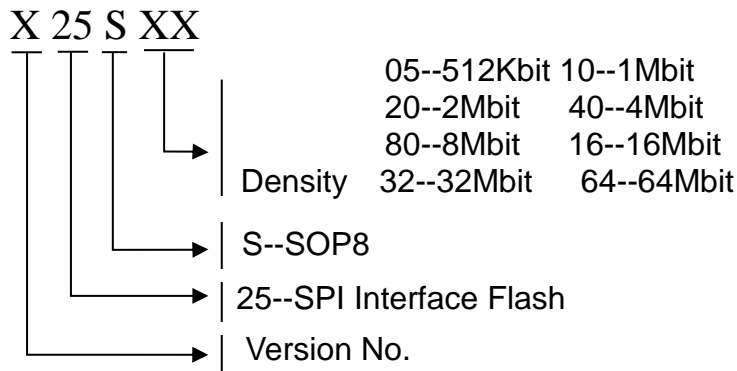 X 25 S XX
05--512Kbit 10--1Mbit
20--2Mbit 40--4Mbit
80--8Mbit 16--16Mbit
Density 32--32Mbit 64--64Mbit
S--SOP8
25--SPI Interface Flash
Version No.